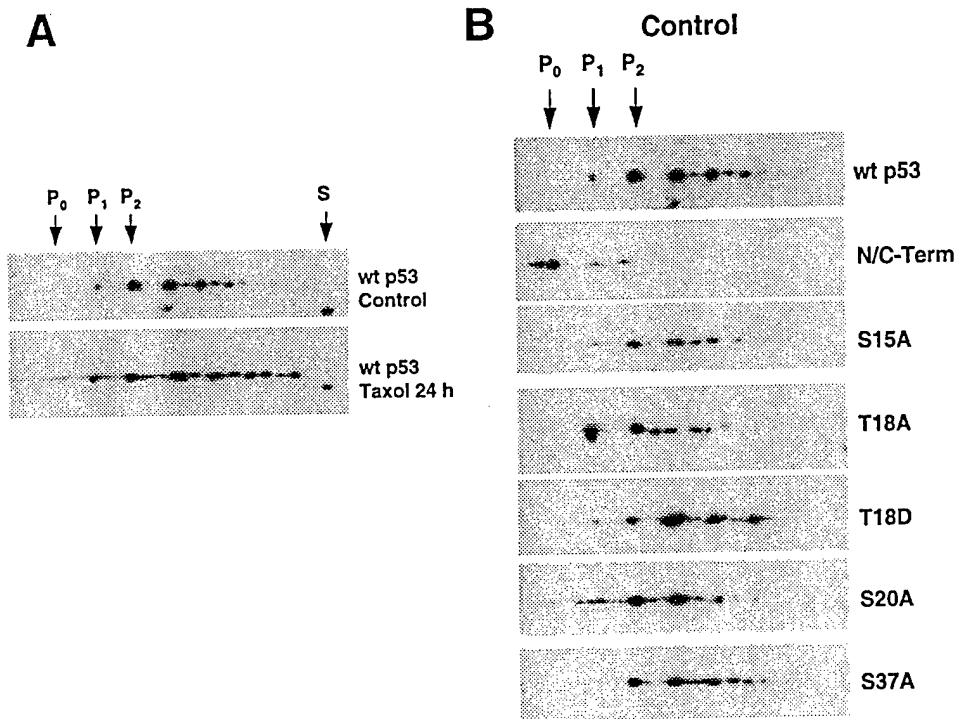 A
P0 P1 P2 S
wt p53
Control
wt p53
Taxol 24 h
B
Control
P0 P1 P2
wt p53
N/C-Term
S15A
T18A
T18D
S20A
S37A